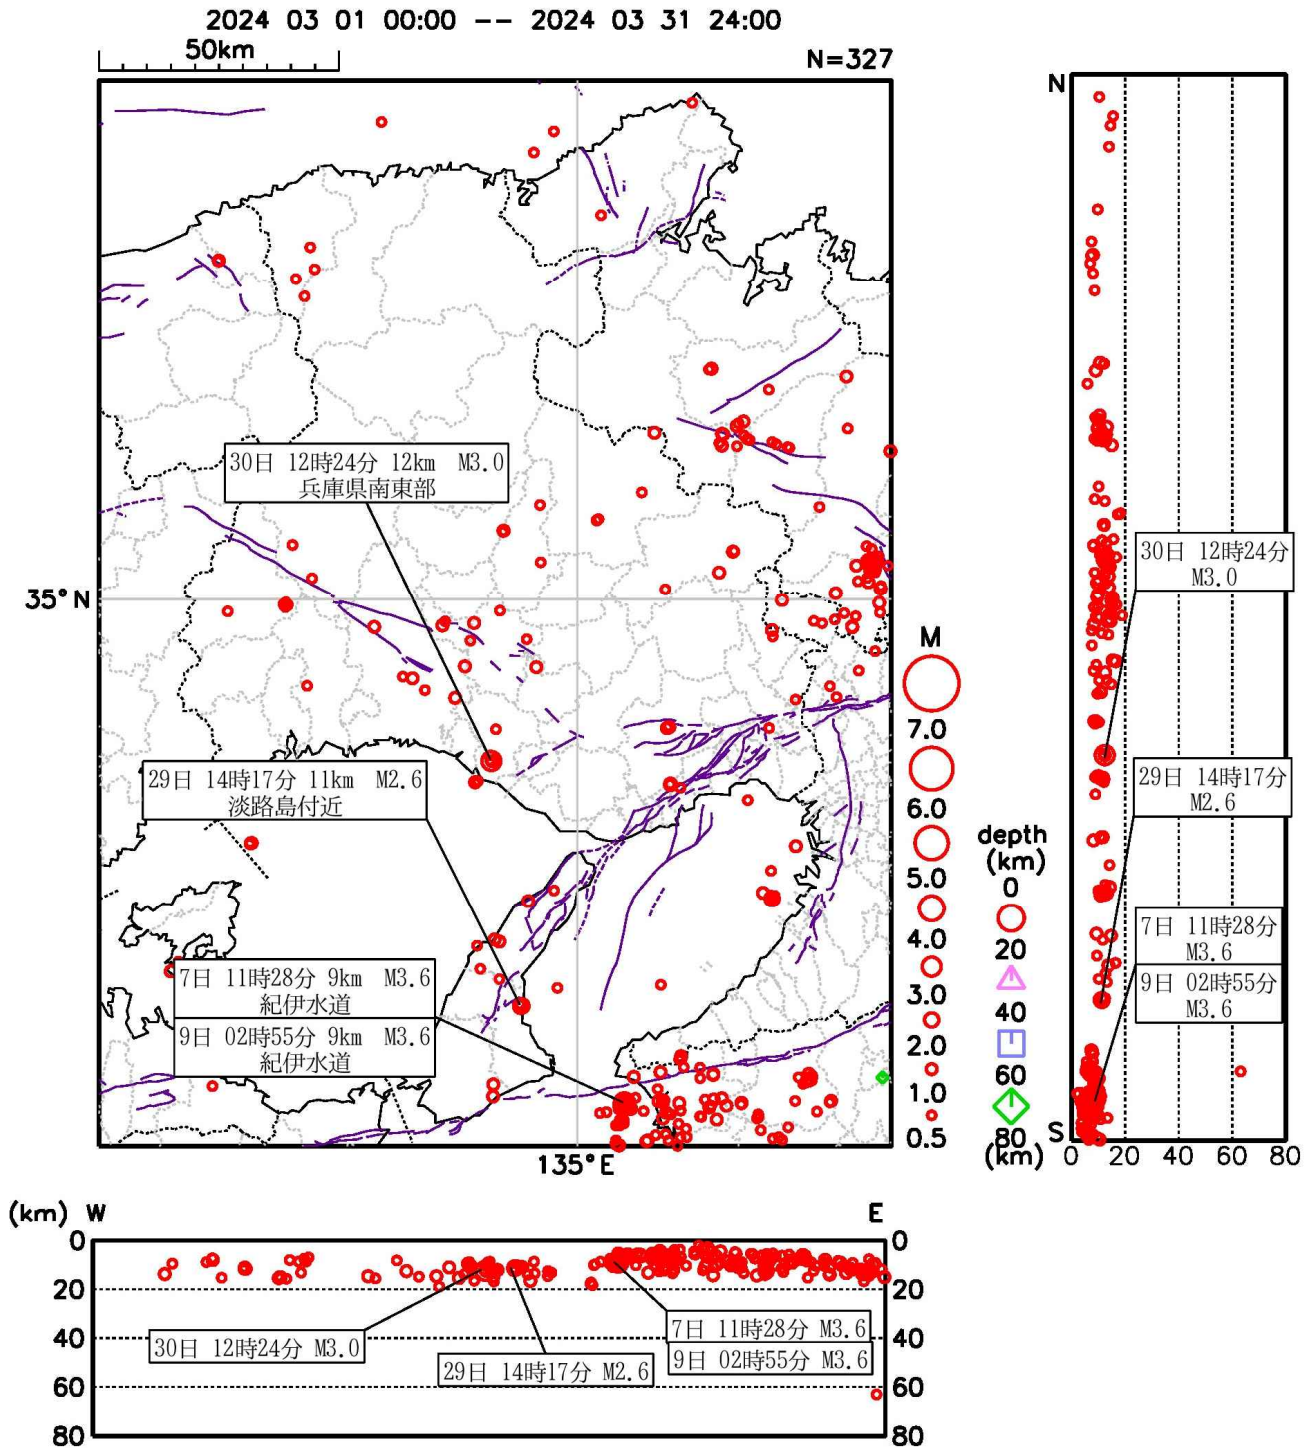 2024 03 01 00:00 -- 2024 03 31 24:00
50km
N=327
N
30日 12時24分 12km M3.0
兵庫県南東部
30日 12時24分
M3.0
35°N
M
7.0
6.0
5.0
4.0
3.0
2.0
1.0
0.5
29日 14時17分 11km M2.6
淡路島付近
29日 14時17分
M2.6
depth
(km)
0
20
40
60
80
(km)
7日 11時28分 9km M3.6
紀伊水道
9日 02時55分 9km M3.6
紀伊水道
7日 11時28分
M3.6
9日 02時55分
M3.6
S
0 20 40 60 80
135°E
(km) W E
0 0
20 20
40 40
60 60
80 80
30日 12時24分 M3.0
29日 14時17分 M2.6
7日 11時28分 M3.6
9日 02時55分 M3.6